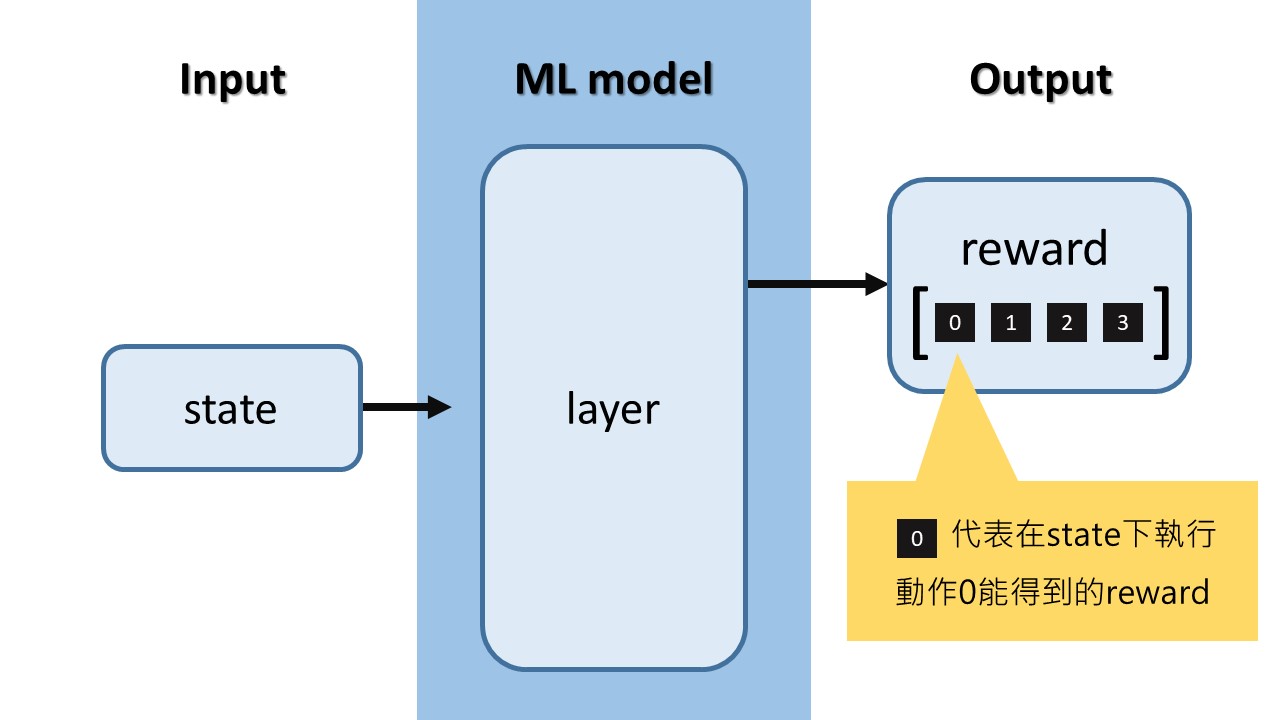 Input
ML model
Output
state
layer
reward
[ 0 1 2 3 ]
0 代表在state下執行
動作0能得到的reward